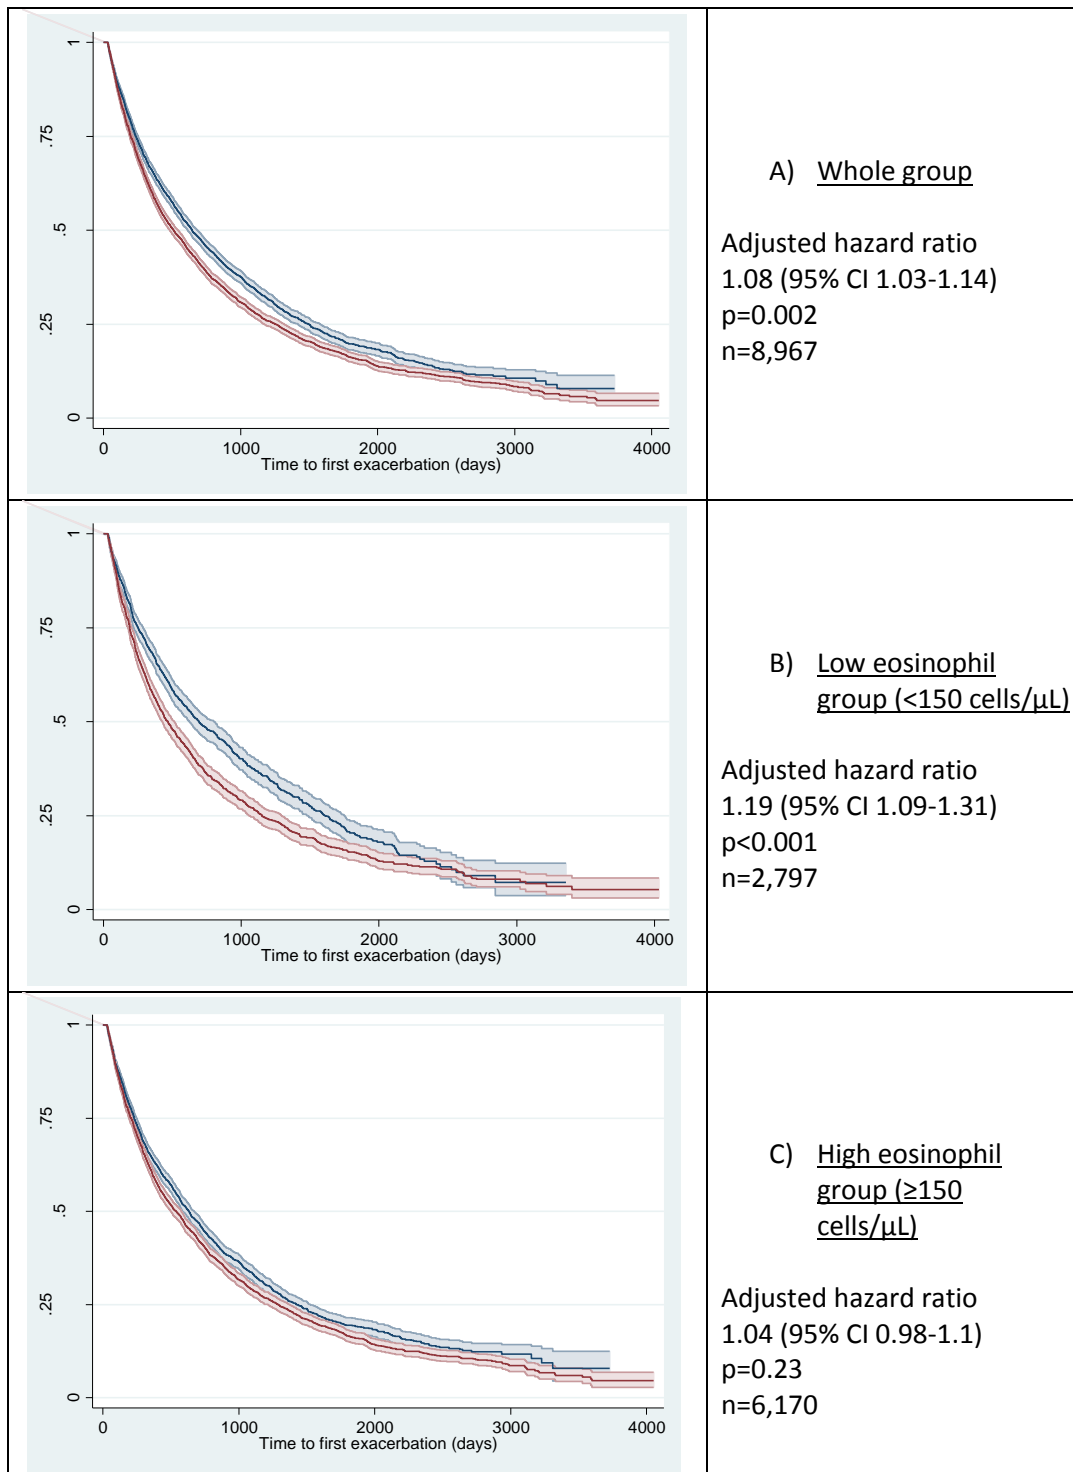 1
.75
.5
.25
0
0 1000 2000 3000 4000
Time to first exacerbation (days)
A) Whole group
Adjusted hazard ratio
1.08 (95% CI 1.03-1.14)
p=0.002
n=8,967
1
.75
.5
.25
0
0 1000 2000 3000 4000
Time to first exacerbation (days)
B) Low eosinophil
group (<150 cells/μL)
Adjusted hazard ratio
1.19 (95% CI 1.09-1.31)
p<0.001
n=2,797
1
.75
.5
.25
0
0 1000 2000 3000 4000
Time to first exacerbation (days)
C) High eosinophil
group (≥150
cells/μL)
Adjusted hazard ratio
1.04 (95% CI 0.98-1.1)
p=0.23
n=6,170